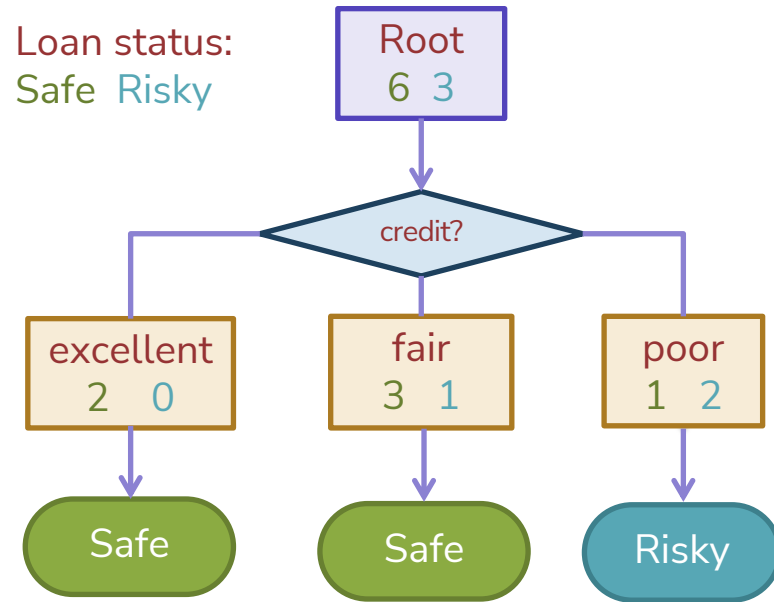 Loan status:
Safe Risky
Root
6 3
credit?
excellent
2 0
fair
3 1
poor
1 2
Safe
Safe
Risky